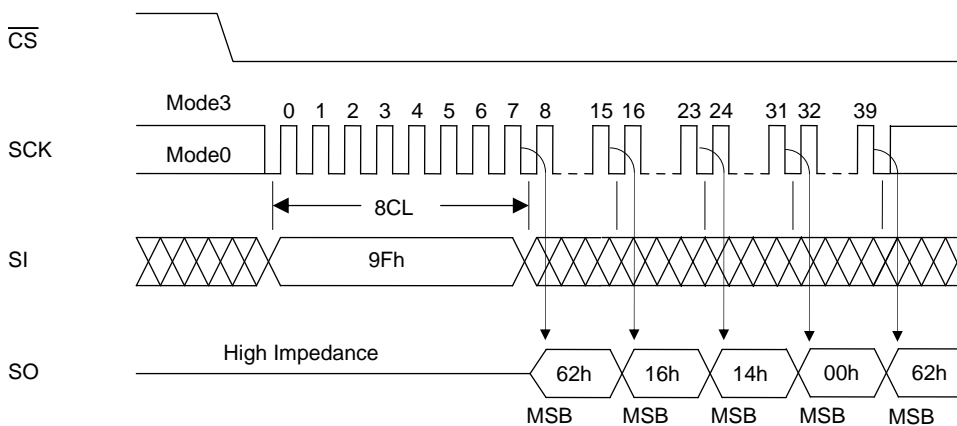 CS
Mode3
0 1 2 3 4 5 6 7 8 15 16 23 24 31 32 39
SCK
Mode0
8CL
SI
9Fh
High Impedance
SO
62h 16h 14h 00h 62h
MSB MSB MSB MSB MSB